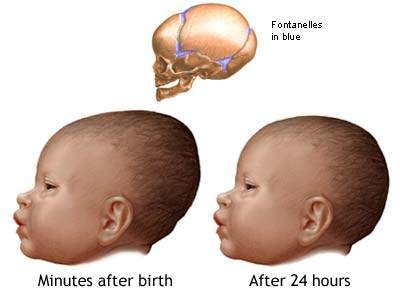 Fontanelles
in blue
Minutes after birth
After 24 hours